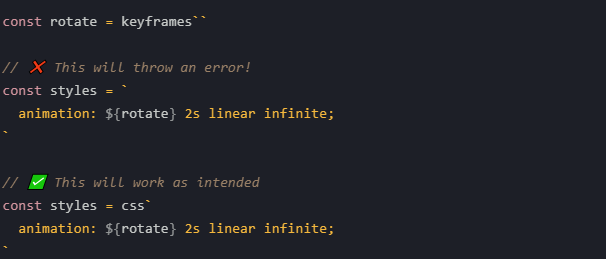 const rotate = keyframes``
// ❌ This will throw an error!
const styles = `
  animation: ${rotate} 2s linear infinite;
`
// ✅ This will work as intended
const styles = css`
  animation: ${rotate} 2s linear infinite;
`